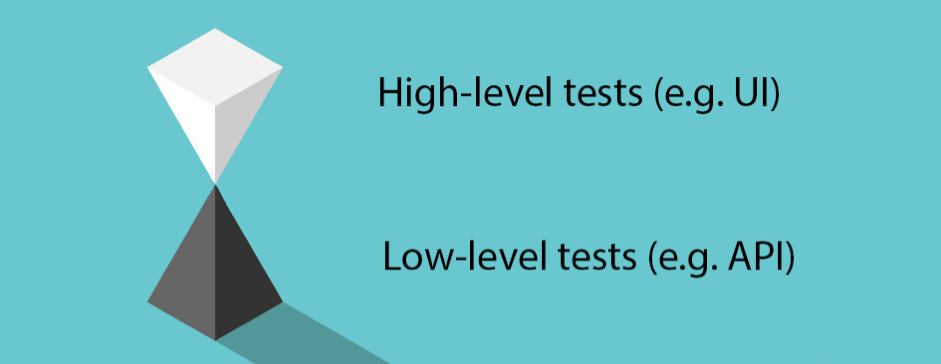 High-level tests (e.g. UI)
Low-level tests (e.g. API)